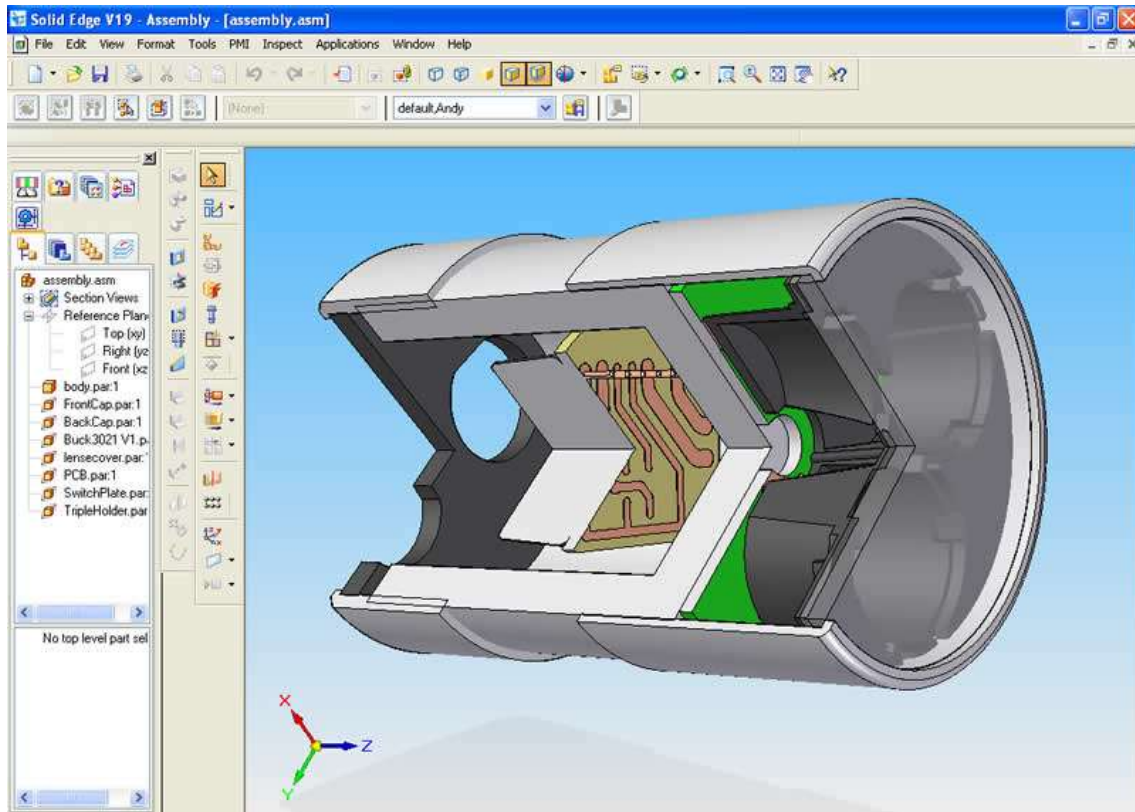 Solid Edge V19 - Assembly - [assembly.asm]
File Edit View Format Tools PMI Inspect Applications Window Help
(None) default,Andy
assembly.asm
Section Views
Reference Plan
Top (xy)
Right (yz
Front (xz
body.par:1
FrontCap.par:1
BackCap.par:1
Buck3021 V1.p
lensecover.par:
PCB.par:1
SwitchPlate.par:
TripleHolder.par
No top level part sel
X
Z
Y